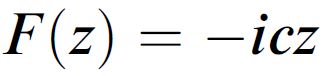 F(z) = −icz